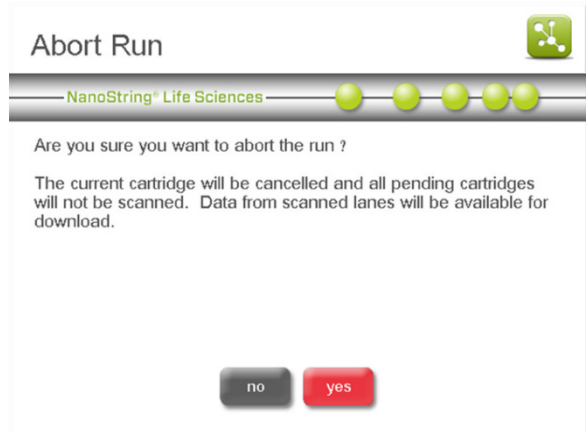 Abort Run
NanoString® Life Sciences
Are you sure you want to abort the run ?
The current cartridge will be cancelled and all pending cartridges
will not be scanned.  Data from scanned lanes will be available for
download.
no
yes